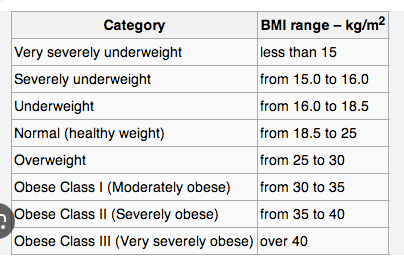 Category BMI range – kg/m²
Very severely underweight less than 15
Severely underweight from 15.0 to 16.0
Underweight from 16.0 to 18.5
Normal (healthy weight) from 18.5 to 25
Overweight from 25 to 30
Obese Class I (Moderately obese) from 30 to 35
Obese Class II (Severely obese) from 35 to 40
Obese Class III (Very severely obese) over 40